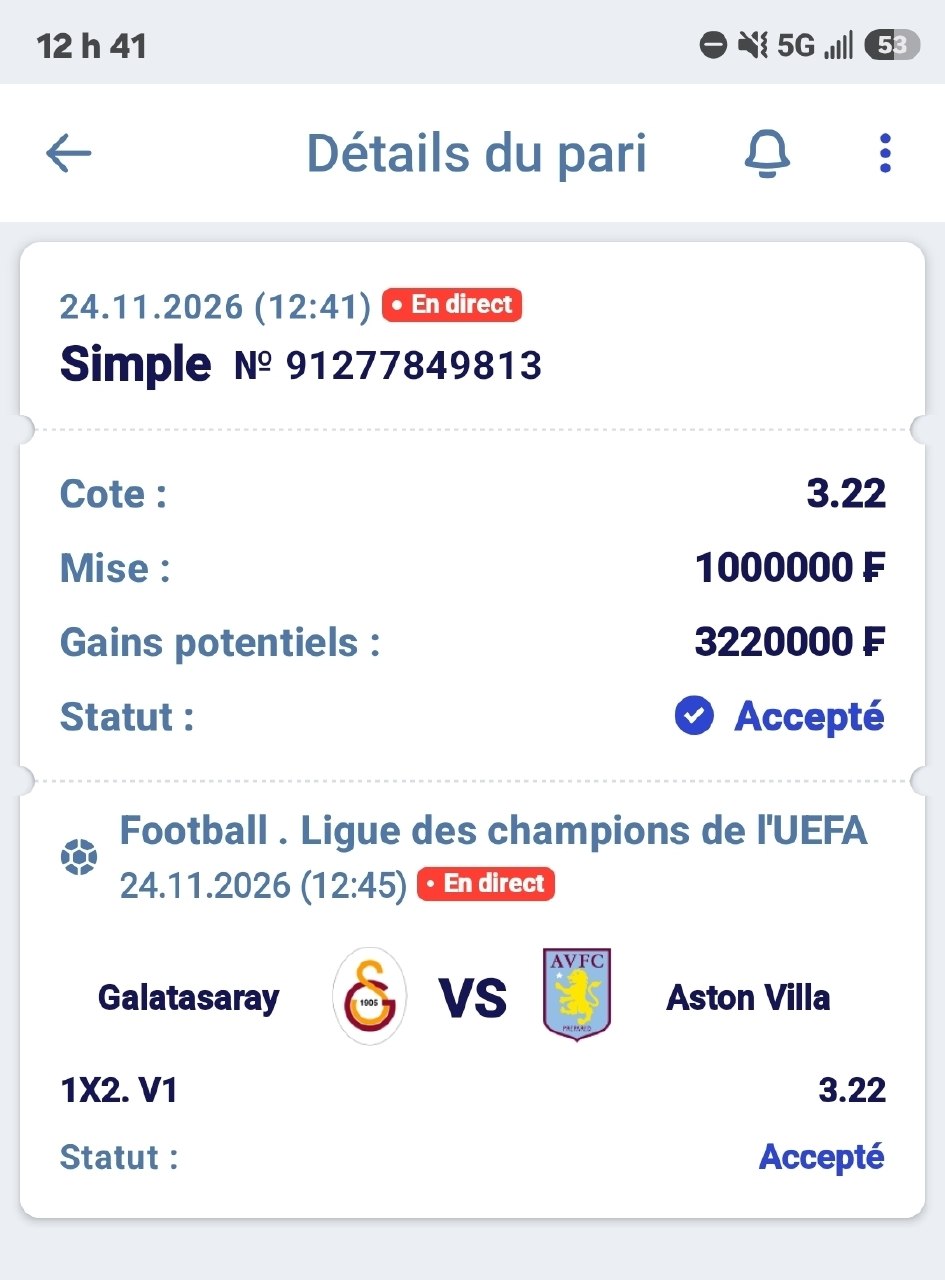 12 h 41 5G 53
Détails du pari
24.11.2026 (12:41) • En direct
Simple № 91277849813
Cote : 3.22
Mise : 1000000 ₣
Gains potentiels : 3220000 ₣
Statut : Accepté
Football . Ligue des champions de l'UEFA
24.11.2026 (12:45) • En direct
Galatasaray 1905 VS AVFC PREPARED Aston Villa
1X2. V1 3.22
Statut : Accepté